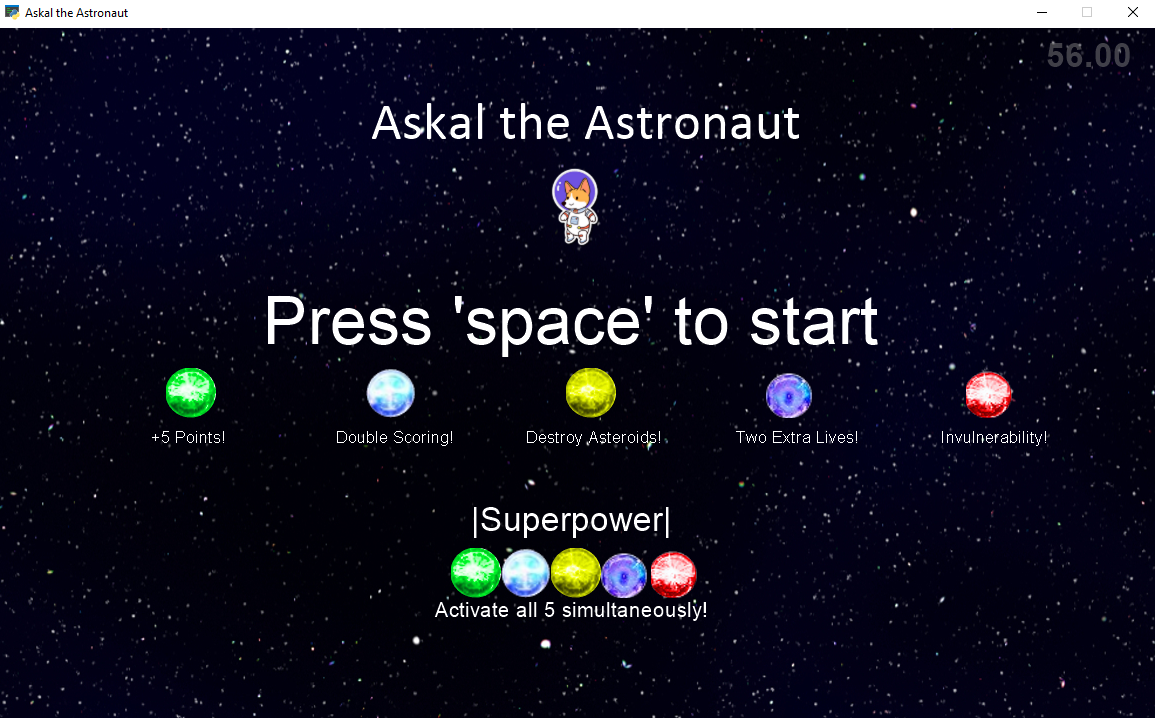 Askal the Astronaut
56.00
Askal the Astronaut
Press 'space' to start
+5 Points!
Double Scoring!
Destroy Asteroids!
Two Extra Lives!
Invulnerability!
|Superpower|
Activate all 5 simultaneously!